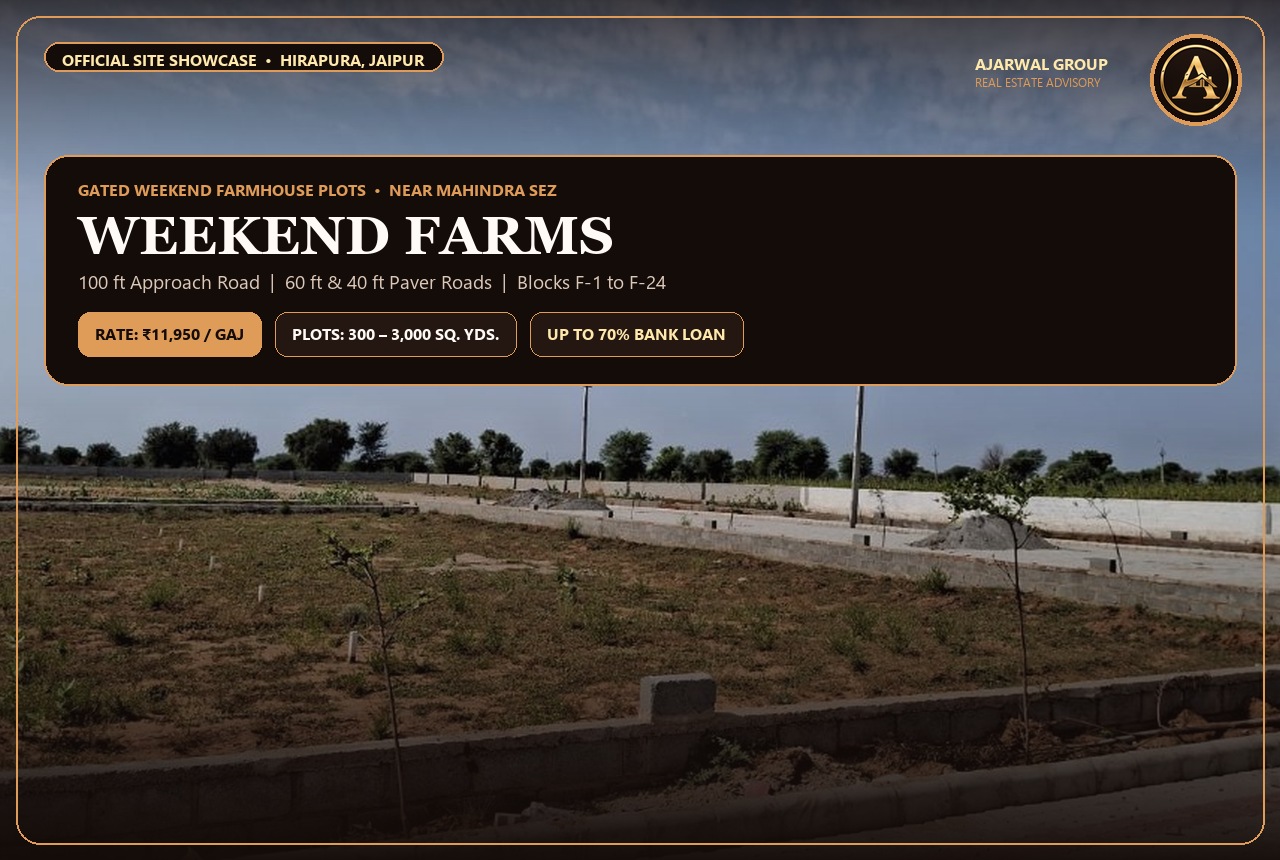 OFFICIAL SITE SHOWCASE • HIRAPURA, JAIPUR
AJARWAL GROUP
REAL ESTATE ADVISORY
A
GATED WEEKEND FARMHOUSE PLOTS • NEAR MAHINDRA SEZ
WEEKEND FARMS
100 ft Approach Road | 60 ft & 40 ft Paver Roads | Blocks F-1 to F-24
RATE: ₹11,950 / GAJ
PLOTS: 300 – 3,000 SQ. YDS.
UP TO 70% BANK LOAN